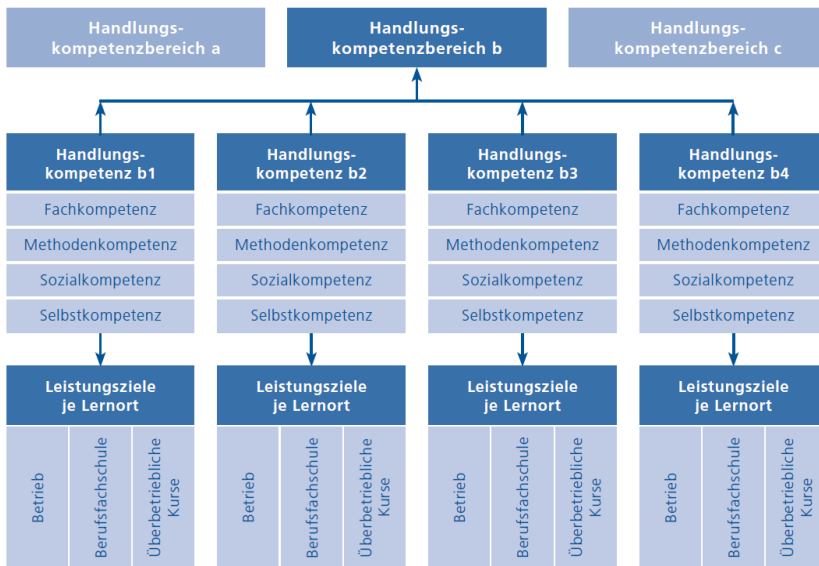 Handlungs-
kompetenzbereich a
Handlungs-
kompetenzbereich b
Handlungs-
kompetenzbereich c
Handlungs-
kompetenz b1
Fachkompetenz
Methodenkompetenz
Sozialkompetenz
Selbstkompetenz
Leistungsziele
je Lernort
Betrieb
Berufsfachschule
Überbetriebliche
Kurse
Handlungs-
kompetenz b2
Fachkompetenz
Methodenkompetenz
Sozialkompetenz
Selbstkompetenz
Leistungsziele
je Lernort
Betrieb
Berufsfachschule
Überbetriebliche
Kurse
Handlungs-
kompetenz b3
Fachkompetenz
Methodenkompetenz
Sozialkompetenz
Selbstkompetenz
Leistungsziele
je Lernort
Betrieb
Berufsfachschule
Überbetriebliche
Kurse
Handlungs-
kompetenz b4
Fachkompetenz
Methodenkompetenz
Sozialkompetenz
Selbstkompetenz
Leistungsziele
je Lernort
Betrieb
Berufsfachschule
Überbetriebliche
Kurse